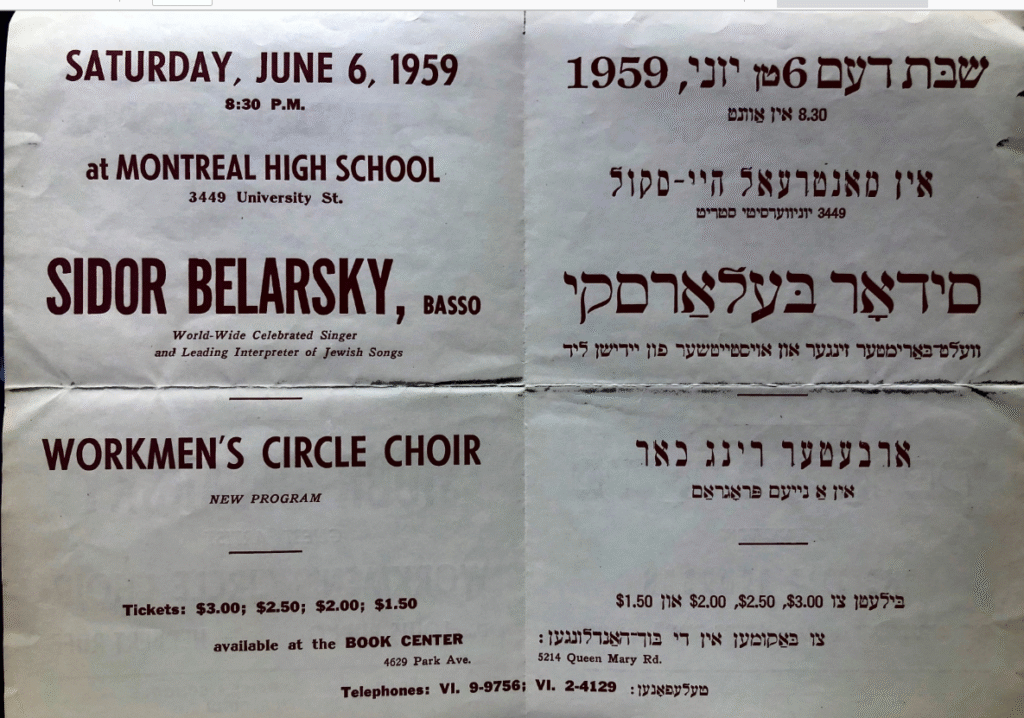 SATURDAY, JUNE 6, 1959
8:30 P.M.
at MONTREAL HIGH SCHOOL
3449 University St.
SIDOR BELARSKY, BASSO
World-Wide Celebrated Singer
and Leading Interpreter of Jewish Songs
WORKMEN'S CIRCLE CHOIR
NEW PROGRAM
Tickets: $3.00; $2.50; $2.00; $1.50
available at the BOOK CENTER
4629 Park Ave.
שבת דעם 6טן יוני, 1959
8.30 אין אָוונט
אין מאנטרעאל היי-סקול
3449 יוניווערסיטי סטריט
סידאָר בעלאַרסקי
וועלט-באַרימטער זינגער און אויסטייטשער פון יידישן ליד
ארבעטער רינג כאר
אין אַ נייעם פּראָגראַם
בילעטן צו $3.00, $2.50, $2.00 און $1.50
צו באַקומען אין די בוך-האַנדלונגען:
5214 Queen Mary Rd.
Telephones: VI. 9-9756; VI. 2-4129 :טעלעפאָנען